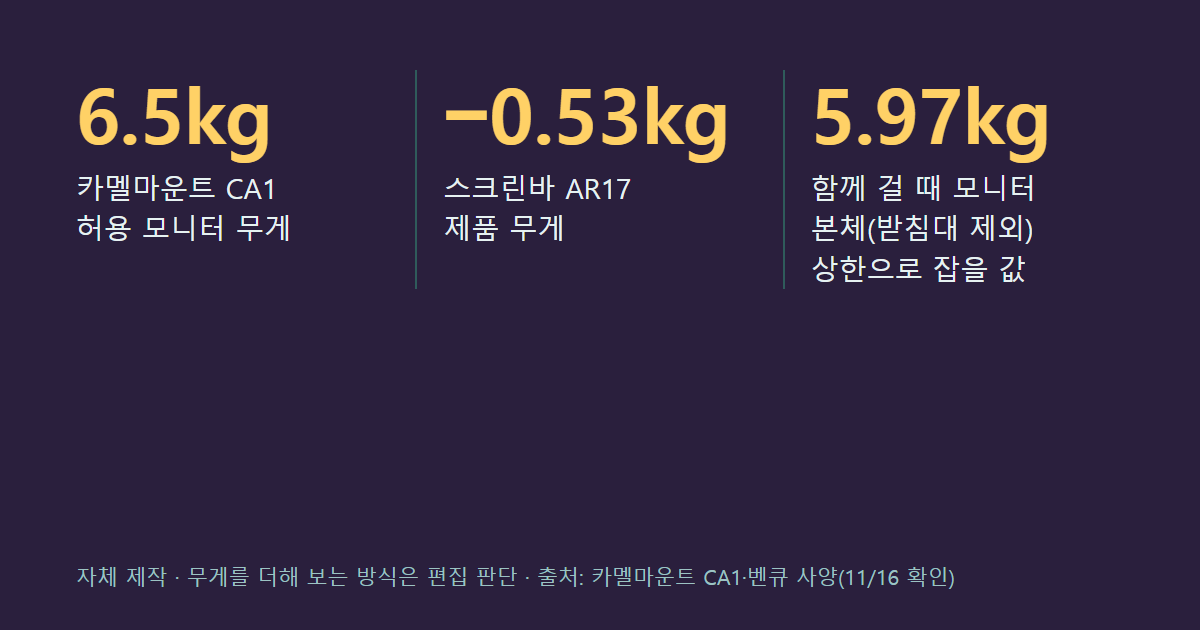 6.5kg
카멜마운트 CA1
허용 모니터 무게
−0.53kg
스크린바 AR17
제품 무게
5.97kg
함께 걸 때 모니터
본체(받침대 제외)
상한으로 잡을 값
자체 제작 · 무게를 더해 보는 방식은 편집 판단 · 출처: 카멜마운트 CA1·벤큐 사양(11/16 확인)